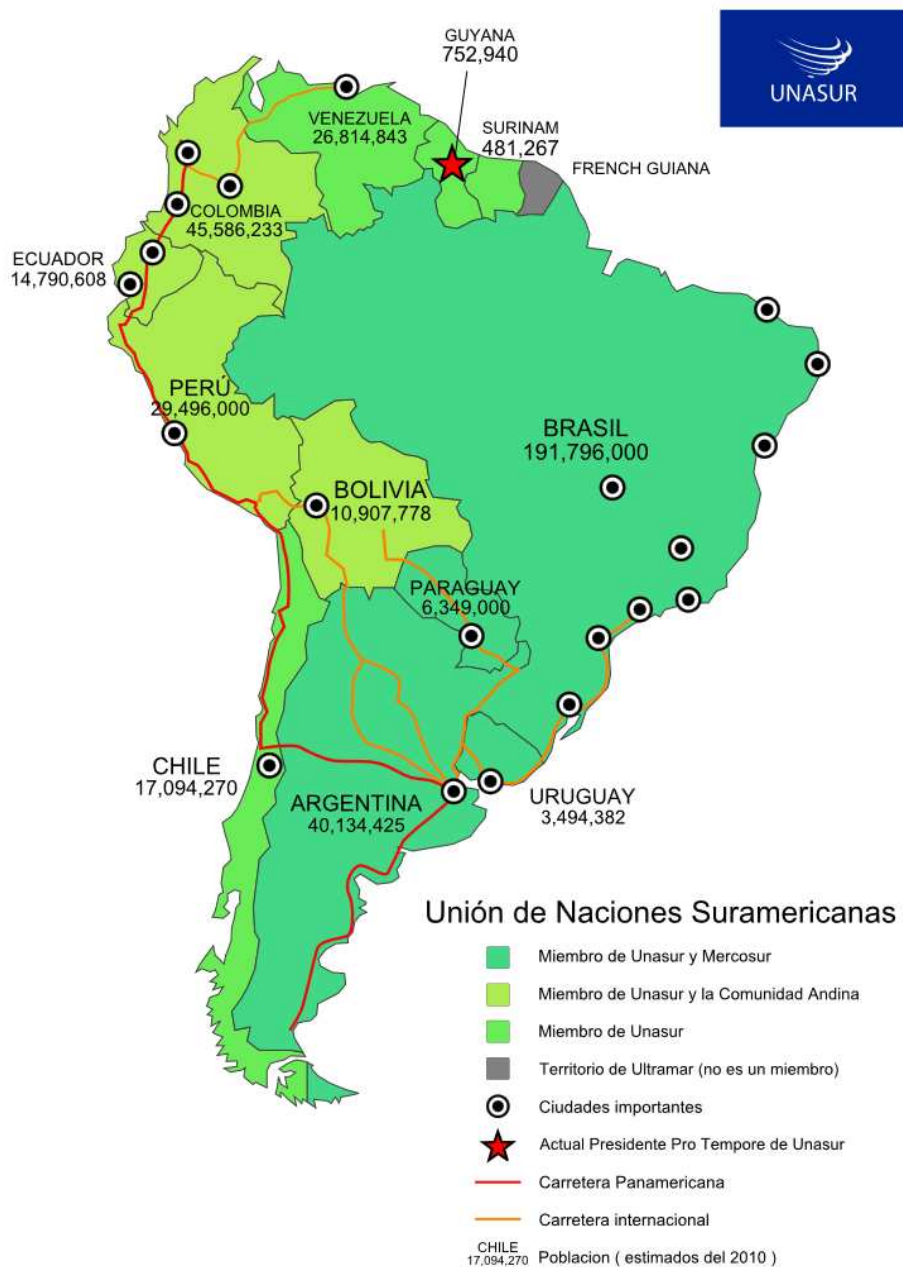 GUYANA
752,940
UNASUR
VENEZUELA
26,814,843
SURINAM
481,267
FRENCH GUIANA
COLOMBIA
45,586,233
ECUADOR
14,790,608
PERÚ
29,496,000
BRASIL
191,796,000
BOLIVIA
10,907,778
PARAGUAY
6,349,000
CHILE
17,094,270
ARGENTINA
40,134,425
URUGUAY
3,494,382
Unión de Naciones Suramericanas
Miembro de Unasur y Mercosur
Miembro de Unasur y la Comunidad Andina
Miembro de Unasur
Territorio de Ultramar (no es un miembro)
Ciudades importantes
Actual Presidente Pro Tempore de Unasur
Carretera Panamericana
Carretera internacional
CHILE
17,094,270 Poblacion ( estimados del 2010 )